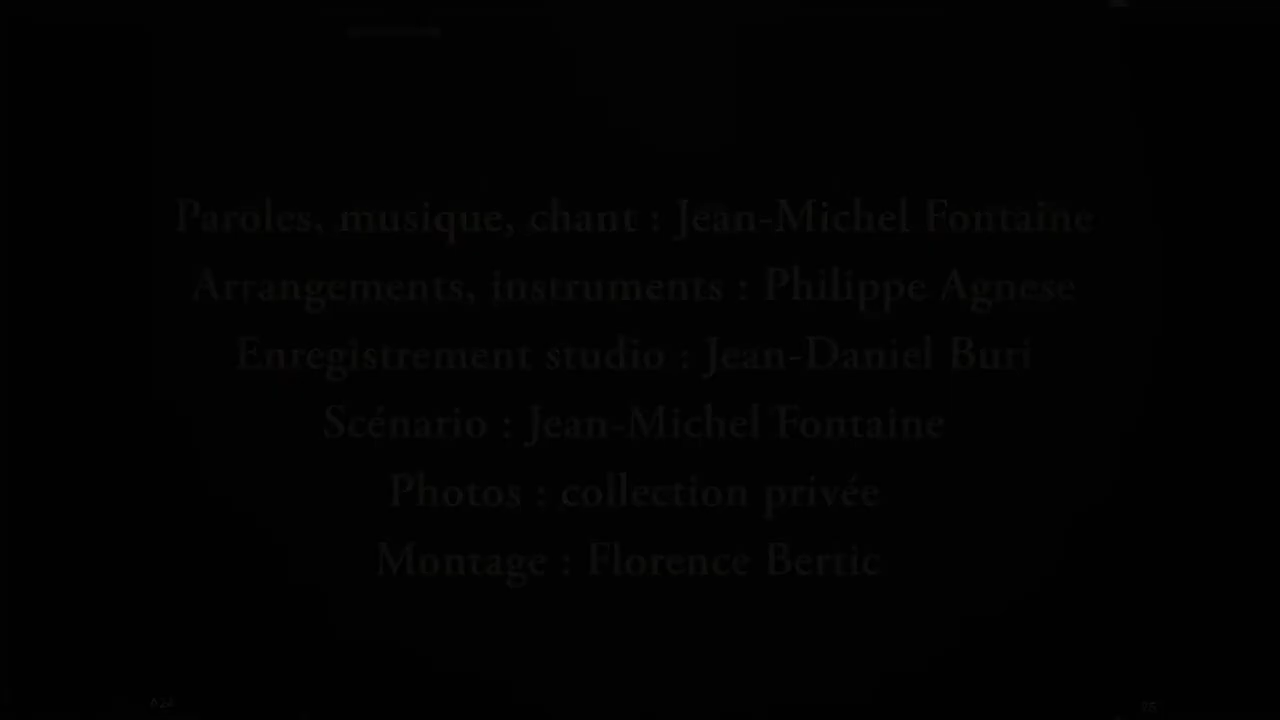 Paroles, musique, chant : Jean-Michel Fontaine
Arrangements, instruments : Philippe Agnese
Enregistrement studio : Jean-Daniel Buri
Scénario : Jean-Michel Fontaine
Photos : collection privée
Montage : Florence Bertic